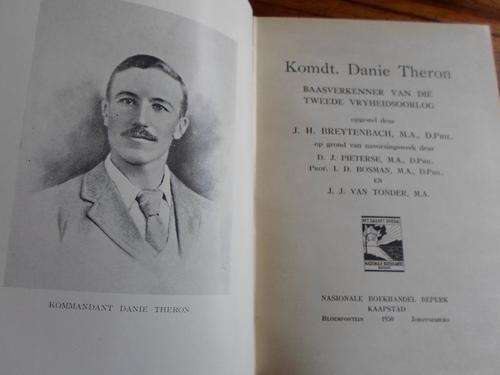 KOMMANDANT DANIE THERON
Komdt. Danie Theron
BAASVERKENNER VAN DIE
TWEEDE VRYHEIDSOORLOG
opgestel deur
J. H. BREYTENBACH, M.A., D.PHIL.
op grond van navorsingswerk deur
D. J. PIETERSE, M.A., D.PHIL.
PROF. I. D. BOSMAN, M.A., D.PHIL.
EN
J. J. VAN TONDER, M.A.
NASIONALE BOEKHANDEL BEPERK
KAAPSTAD
BLOEMFONTEIN 1950 JOHANNESBURG